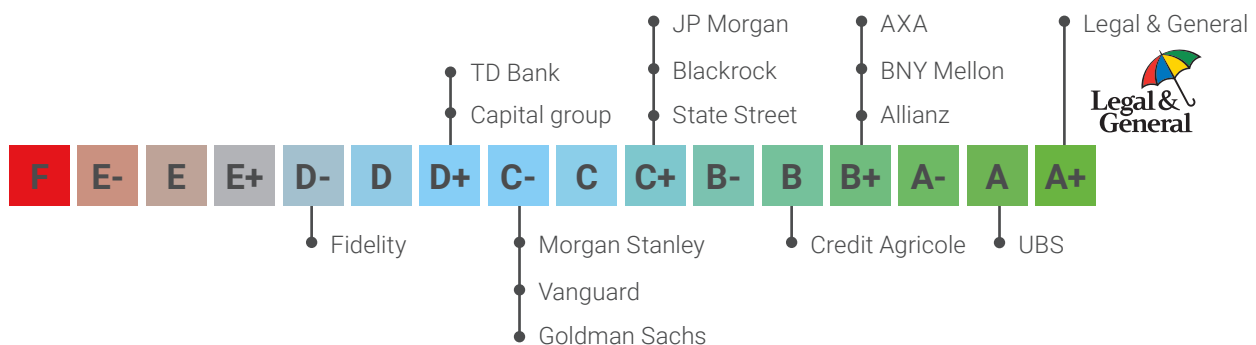 JP Morgan
AXA
Legal & General
TD Bank
Blackrock
BNY Mellon
Legal &
General
Capital group
State Street
Allianz
F E- E E+ D- D D+ C- C C+ B- B B+ A- A A+
Fidelity
Morgan Stanley
Credit Agricole
UBS
Vanguard
Goldman Sachs